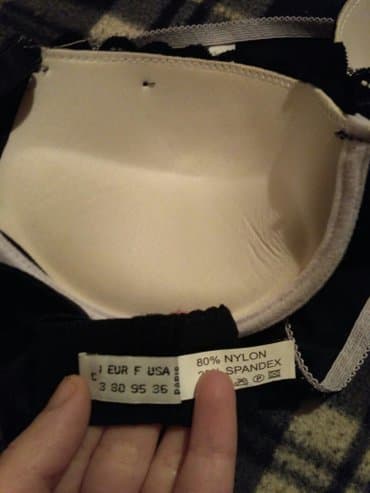 I EUR F USA
3 80 95 36
80% NYLON
SPANDEX